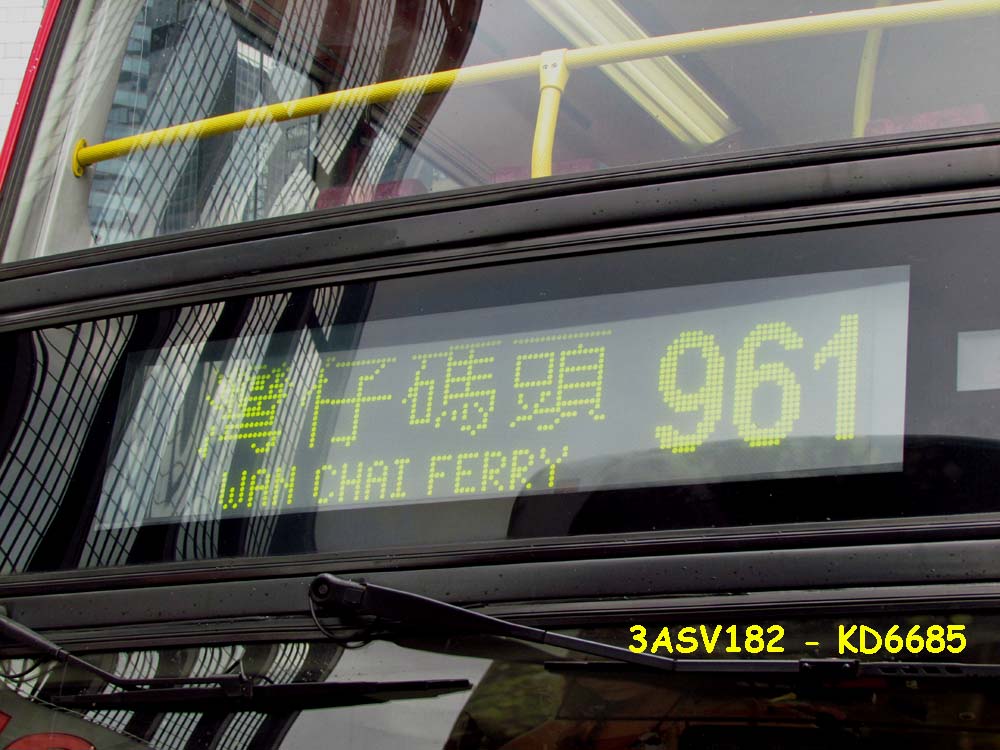 灣仔碼頭 961
WAN CHAI FERRY
3ASV182 - KD6685